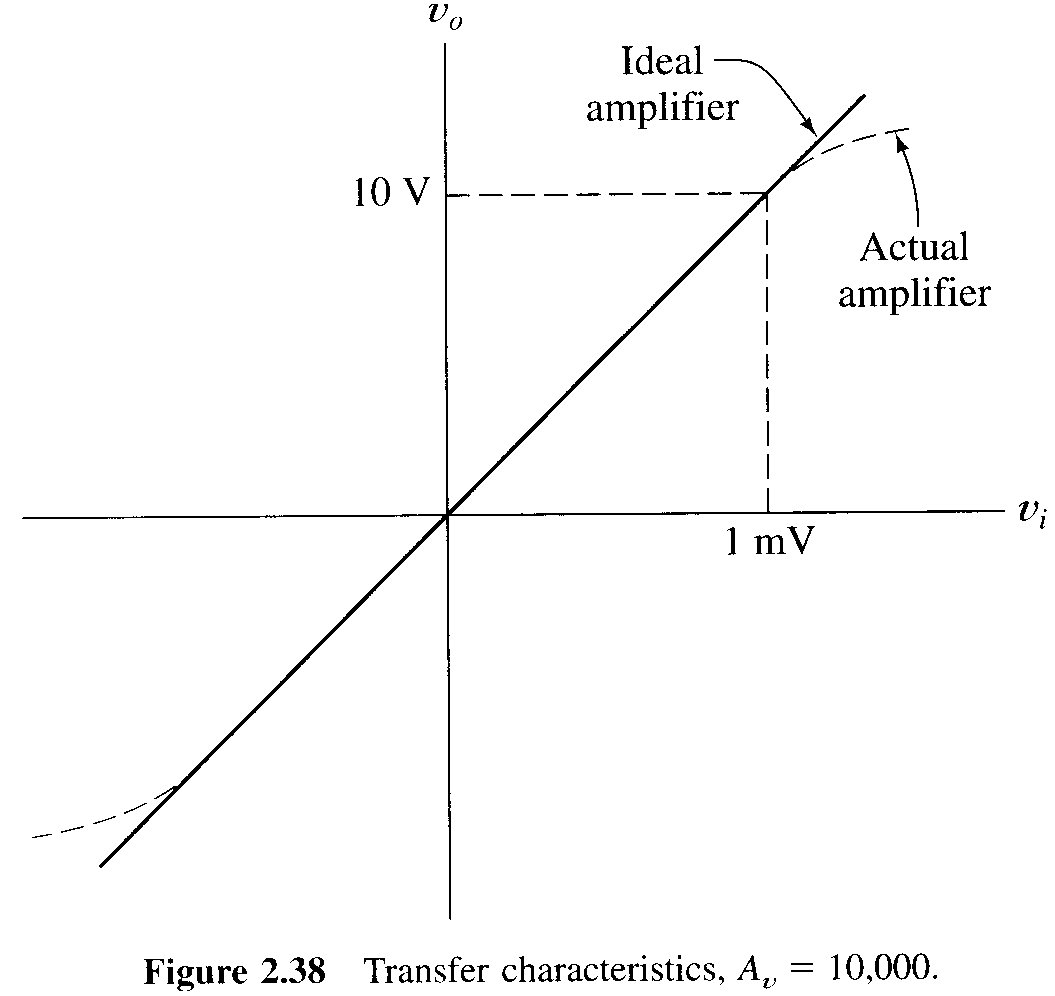 v_o
Ideal
amplifier
10 V
Actual
amplifier
v_i
1 mV
Figure 2.38 Transfer characteristics, A_v = 10,000.